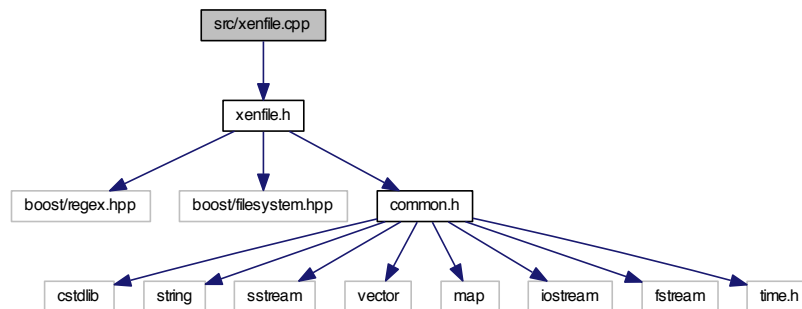 src/xenfile.cpp
xenfile.h
boost/regex.hpp
boost/filesystem.hpp
common.h
cstdlib
string
sstream
vector
map
iostream
fstream
time.h